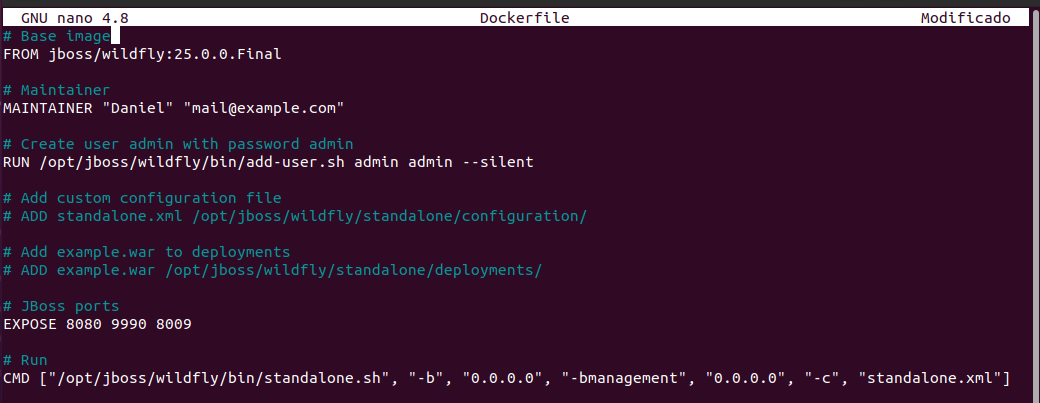 GNU nano 4.8 Dockerfile Modificado
# Base image
FROM jboss/wildfly:25.0.0.Final
# Maintainer
MAINTAINER "Daniel" "mail@example.com"
# Create user admin with password admin
RUN /opt/jboss/wildfly/bin/add-user.sh admin admin --silent
# Add custom configuration file
# ADD standalone.xml /opt/jboss/wildfly/standalone/configuration/
# Add example.war to deployments
# ADD example.war /opt/jboss/wildfly/standalone/deployments/
# JBoss ports
EXPOSE 8080 9990 8009
# Run
CMD ["/opt/jboss/wildfly/bin/standalone.sh", "-b", "0.0.0.0", "-bmanagement", "0.0.0.0", "-c", "standalone.xml"]